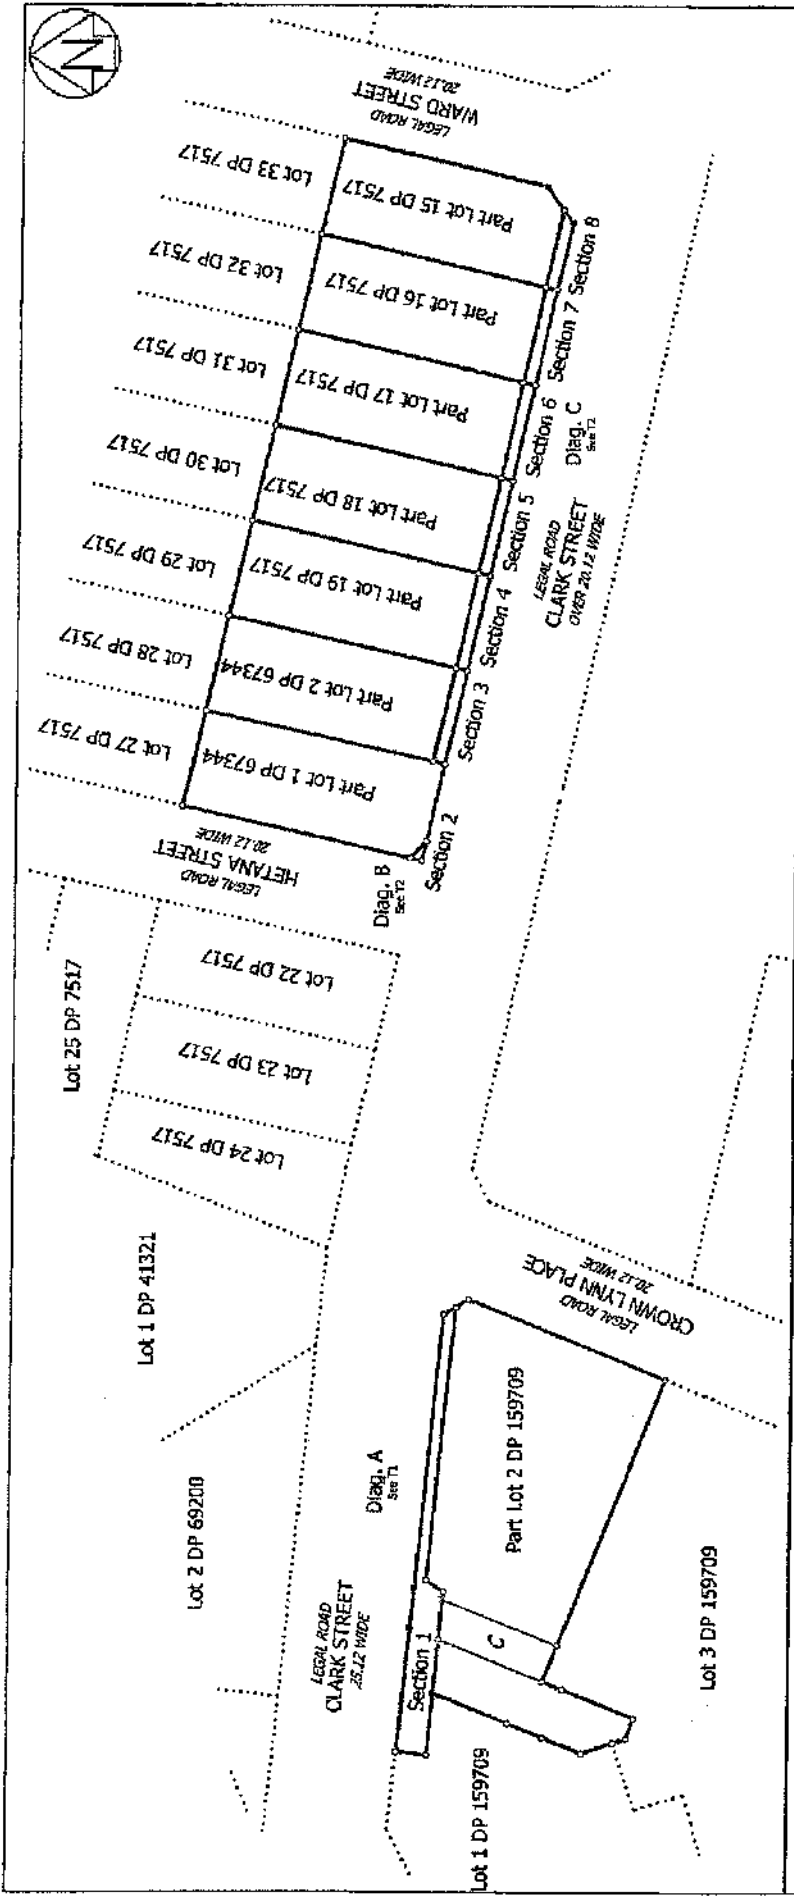 N
20.12 WIDE
WARD STREET
LEGAL ROAD
Lot 33 DP 7517
Lot 32 DP 7517
Lot 31 DP 7517
Lot 30 DP 7517
Lot 29 DP 7517
Lot 28 DP 7517
Lot 27 DP 7517
Part Lot 15 DP 7517
Part Lot 16 DP 7517
Part Lot 17 DP 7517
Part Lot 18 DP 7517
Part Lot 19 DP 7517
Part Lot 2 DP 67344
Part Lot 1 DP 67344
Section 8
Section 7
Section 6
Section 5
Section 4
Section 3
Section 2
Diag. C
See T2
LEGAL ROAD
CLARK STREET
OVER 20.12 WIDE
Diag. B
See T2
20.12 WIDE
HETANA STREET
LEGAL ROAD
Lot 25 DP 7517
Lot 22 DP 7517
Lot 23 DP 7517
Lot 24 DP 7517
Lot 1 DP 41321
Lot 2 DP 69208
20.12 WIDE
CROWN LYNN PLACE
LEGAL ROAD
Diag. A
See T1
LEGAL ROAD
CLARK STREET
25.12 WIDE
Section 1
C
Part Lot 2 DP 159709
Lot 3 DP 159709
Lot 1 DP 159709